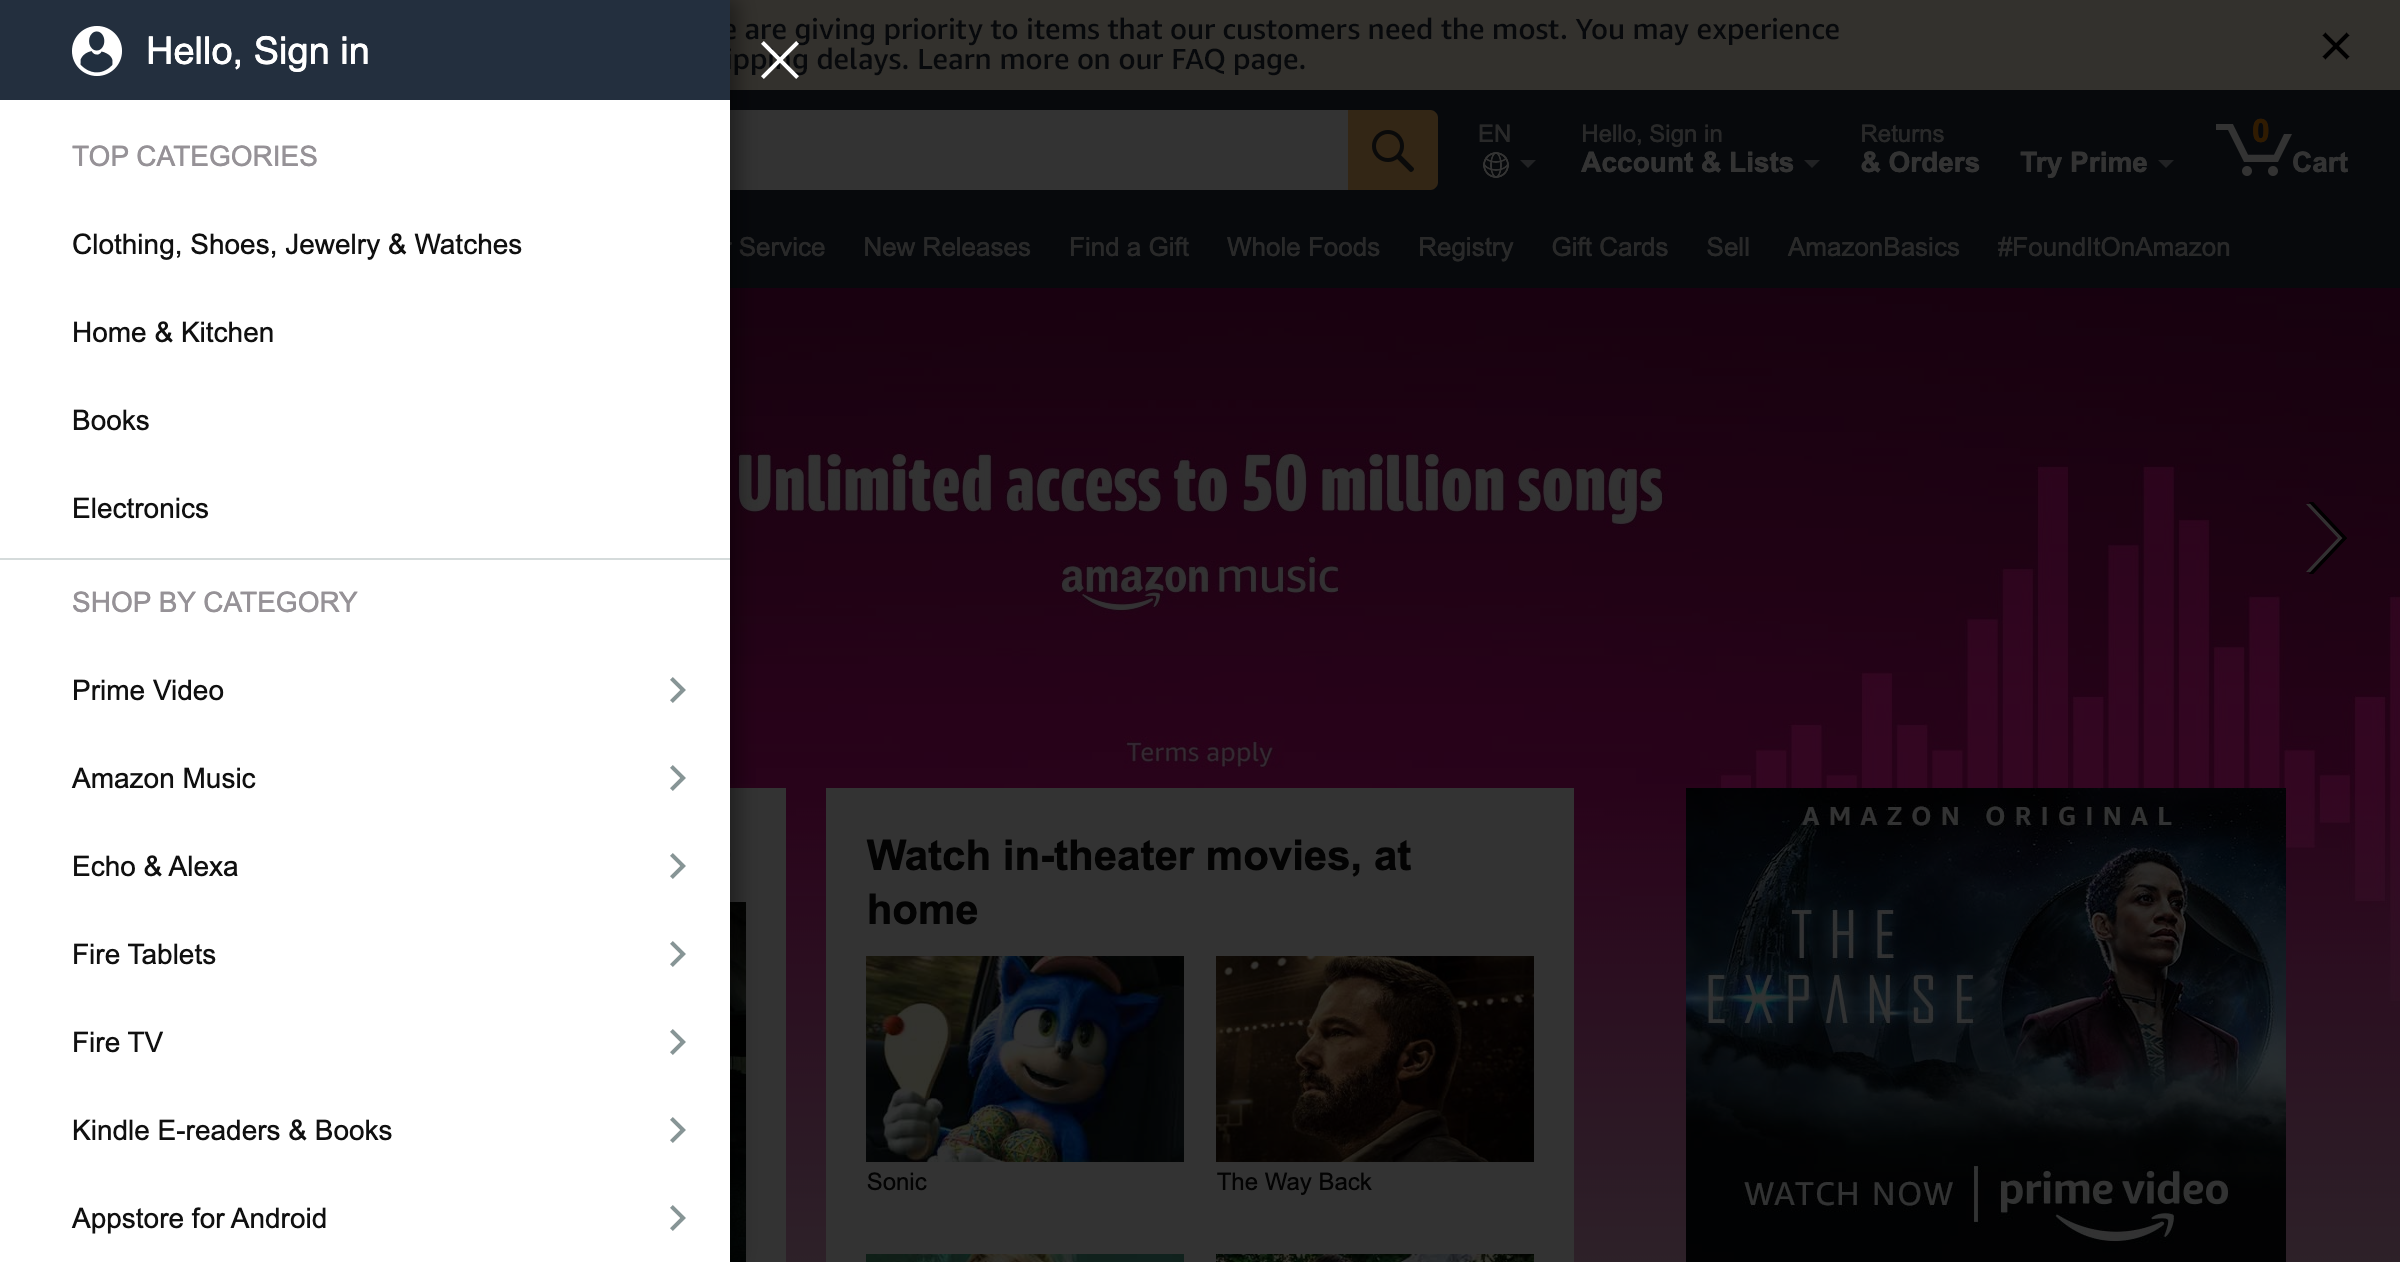 Hello, Sign in
TOP CATEGORIES
Clothing, Shoes, Jewelry & Watches
Home & Kitchen
Books
Electronics
SHOP BY CATEGORY
Prime Video
Amazon Music
Echo & Alexa
Fire Tablets
Fire TV
Kindle E-readers & Books
Appstore for Android
are giving priority to items that our customers need the most. You may experience
delays. Learn more on our FAQ page.
EN
Hello, Sign in
Account & Lists
Returns
& Orders
Try Prime
0
Cart
Service
New Releases
Find a Gift
Whole Foods
Registry
Gift Cards
Sell
AmazonBasics
#FoundItOnAmazon
Unlimited access to 50 million songs
amazon music
Terms apply
Watch in-theater movies, at
home
Sonic
The Way Back
AMAZON ORIGINAL
THE
EXPANSE
WATCH NOW | prime video